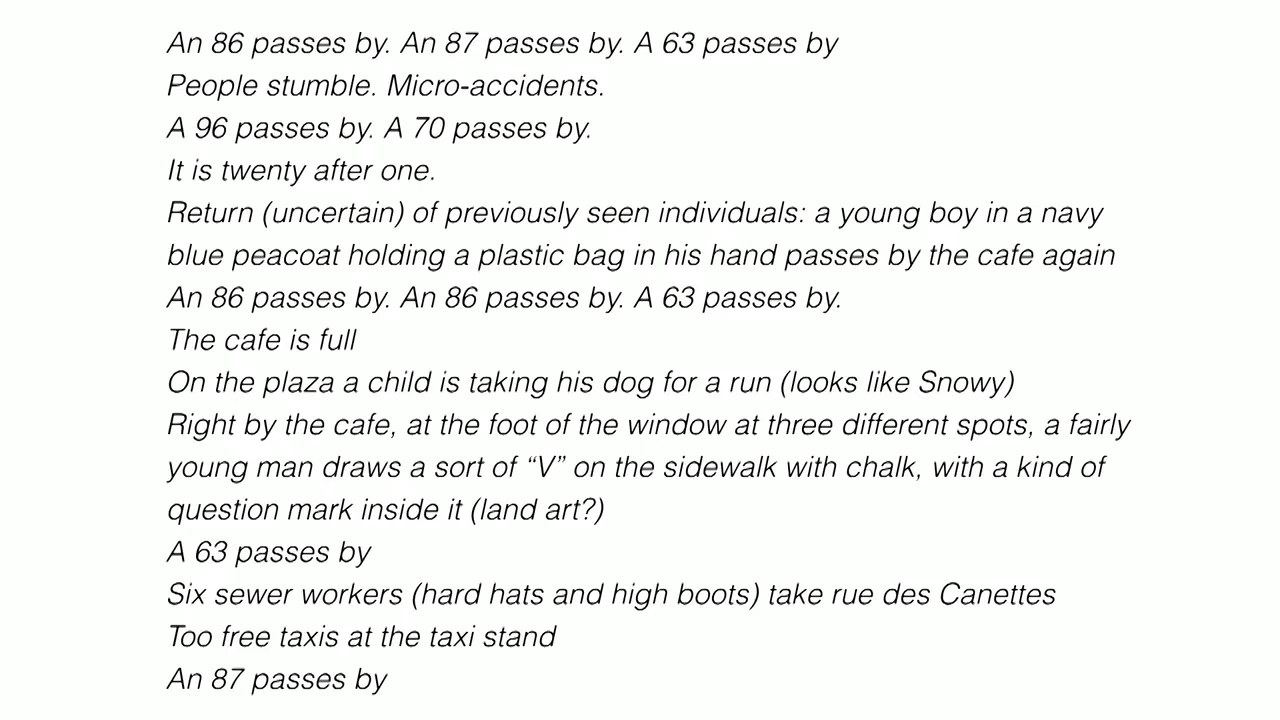 An 86 passes by. An 87 passes by. A 63 passes by
People stumble. Micro-accidents.
A 96 passes by. A 70 passes by.
It is twenty after one.
Return (uncertain) of previously seen individuals: a young boy in a navy
blue peacoat holding a plastic bag in his hand passes by the cafe again
An 86 passes by. An 86 passes by. A 63 passes by.
The cafe is full
On the plaza a child is taking his dog for a run (looks like Snowy)
Right by the cafe, at the foot of the window at three different spots, a fairly
young man draws a sort of “V” on the sidewalk with chalk, with a kind of
question mark inside it (land art?)
A 63 passes by
Six sewer workers (hard hats and high boots) take rue des Canettes
Too free taxis at the taxi stand
An 87 passes by